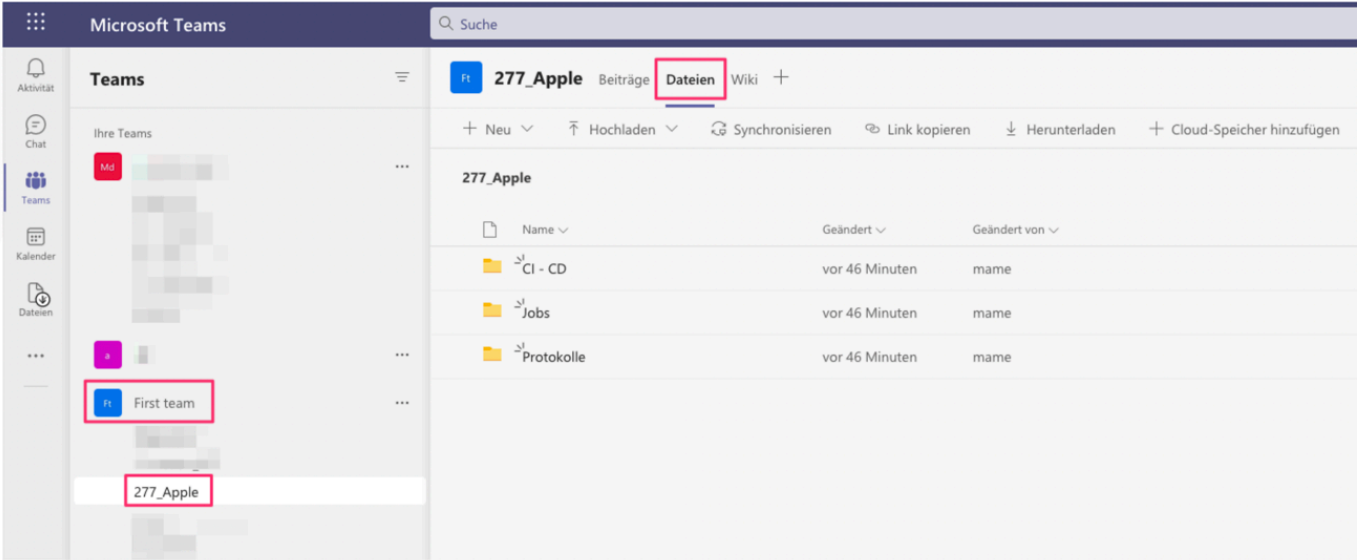 Microsoft Teams
Suche
Aktivität
Chat
Teams
Kalender
Dateien
Teams
Ihre Teams
Md
a
Ft First team
277_Apple
Ft 277_Apple Beiträge Dateien Wiki
Neu Hochladen Synchronisieren Link kopieren Herunterladen Cloud-Speicher hinzufügen
277_Apple
Name Geändert Geändert von
CI - CD vor 46 Minuten mame
Jobs vor 46 Minuten mame
Protokolle vor 46 Minuten mame